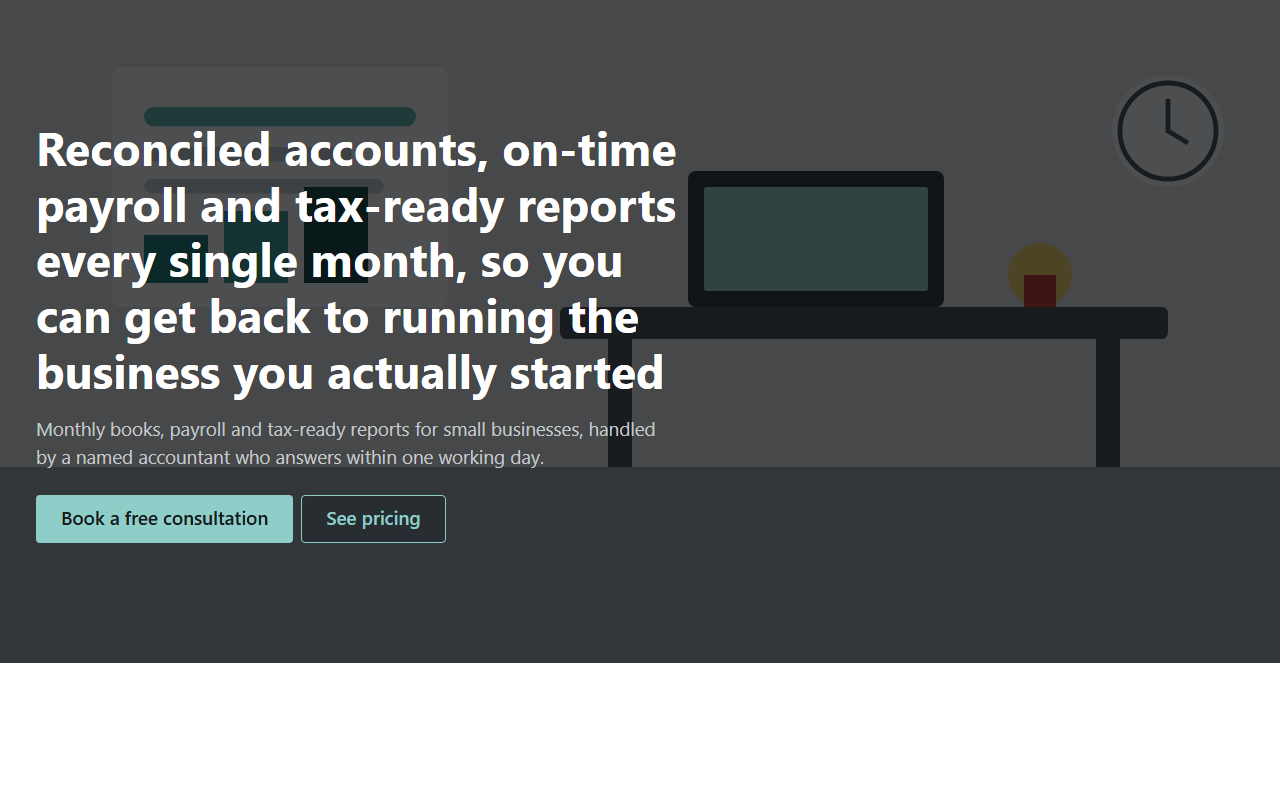 Reconciled accounts, on-time
payroll and tax-ready reports
every single month, so you
can get back to running the
business you actually started
Monthly books, payroll and tax-ready reports for small businesses, handled
by a named accountant who answers within one working day.
Book a free consultation
See pricing